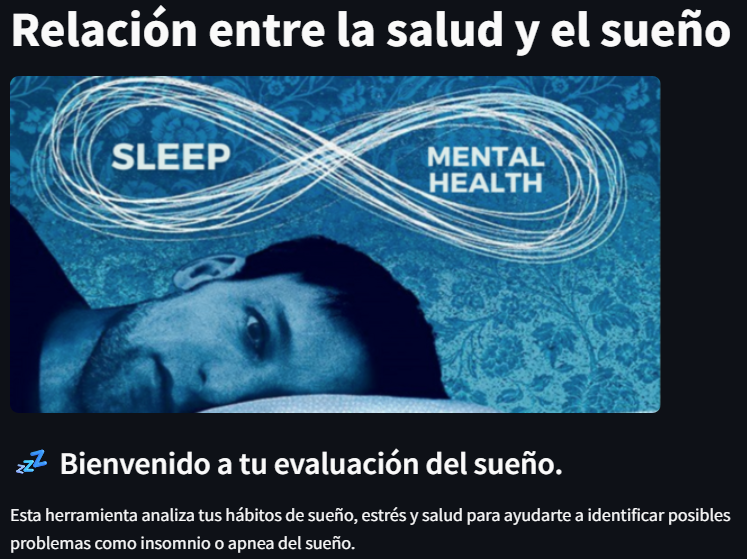 Relación entre la salud y el sueño
SLEEP
MENTAL
HEALTH
💤 Bienvenido a tu evaluación del sueño.
Esta herramienta analiza tus hábitos de sueño, estrés y salud para ayudarte a identificar posibles
problemas como insomnio o apnea del sueño.